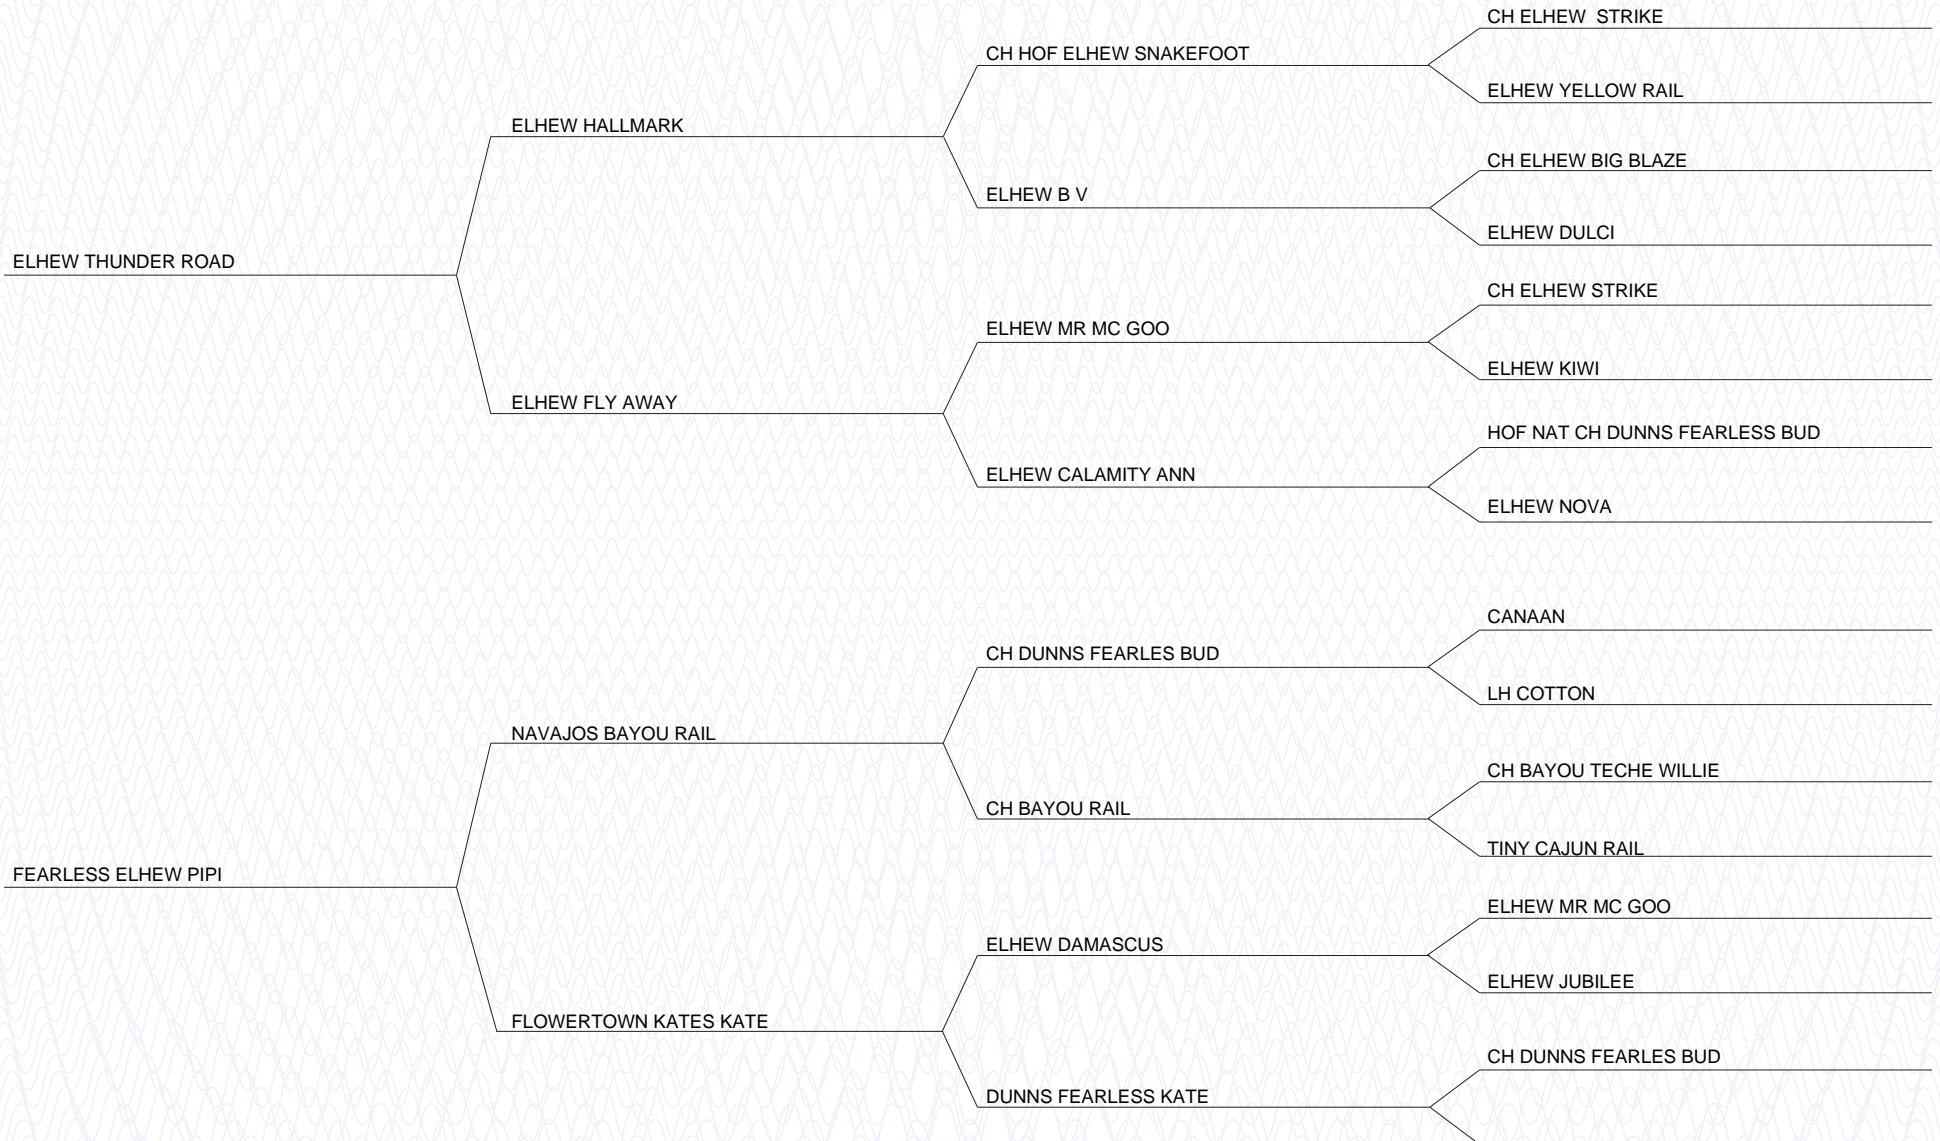 CH ELHEW  STRIKE
CH HOF ELHEW SNAKEFOOT
ELHEW YELLOW RAIL
ELHEW HALLMARK
CH ELHEW BIG BLAZE
ELHEW B V
ELHEW DULCI
ELHEW THUNDER ROAD
CH ELHEW STRIKE
ELHEW MR MC GOO
ELHEW KIWI
ELHEW FLY AWAY
HOF NAT CH DUNNS FEARLESS BUD
ELHEW CALAMITY ANN
ELHEW NOVA
CANAAN
CH DUNNS FEARLES BUD
LH COTTON
NAVAJOS BAYOU RAIL
CH BAYOU TECHE WILLIE
CH BAYOU RAIL
TINY CAJUN RAIL
FEARLESS ELHEW PIPI
ELHEW MR MC GOO
ELHEW DAMASCUS
ELHEW JUBILEE
FLOWERTOWN KATES KATE
CH DUNNS FEARLES BUD
DUNNS FEARLESS KATE